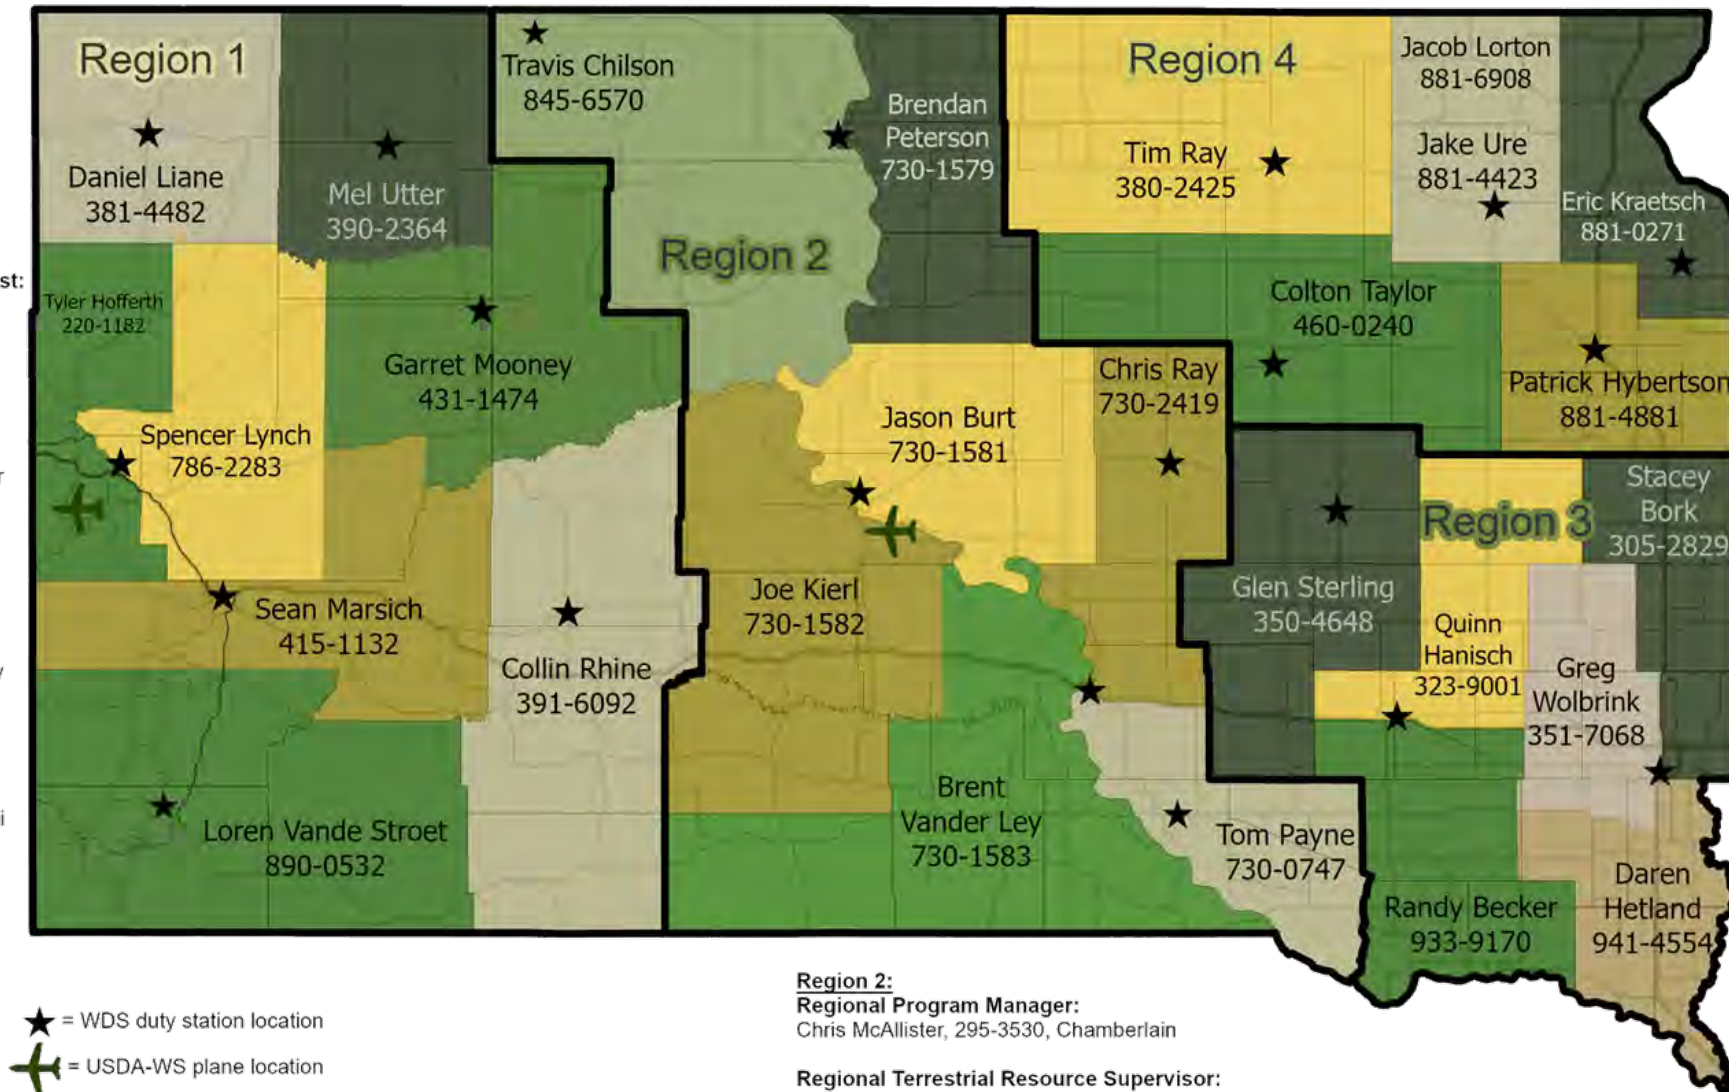 Region 1
Daniel Liane
381-4482
Mel Utter
390-2364
Tyler Hofferth
220-1182
Spencer Lynch
786-2283
Garret Mooney
431-1474
Sean Marsich
415-1132
Collin Rhine
391-6092
Loren Vande Stroet
890-0532
Travis Chilson
845-6570
Region 2
Brendan
Peterson
730-1579
Jason Burt
730-1581
Chris Ray
730-2419
Joe Kierl
730-1582
Brent
Vander Ley
730-1583
Tom Payne
730-0747
Region 4
Tim Ray
380-2425
Jacob Lorton
881-6908
Jake Ure
881-4423
Eric Kraetsch
881-0271
Colton Taylor
460-0240
Patrick Hybertson
881-4881
Region 3
Stacey
Bork
305-2829
Glen Sterling
350-4648
Quinn
Hanisch
323-9001
Greg
Wolbrink
351-7068
Randy Becker
933-9170
Daren
Hetland
941-4554
st:
r
y
i
= WDS duty station location
= USDA-WS plane location
Region 2:
Regional Program Manager:
Chris McAllister, 295-3530, Chamberlain
Regional Terrestrial Resource Supervisor: